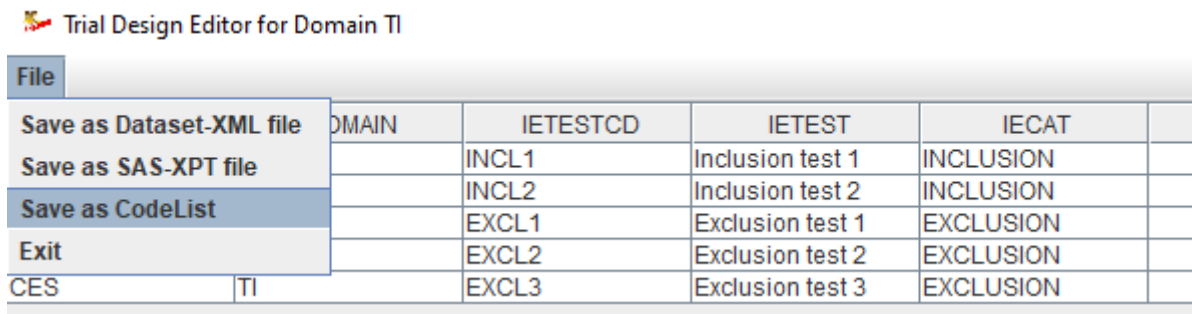 Trial Design Editor for Domain TI
File
Save as Dataset-XML file
Save as SAS-XPT file
Save as CodeList
Exit
OMAIN IETESTCD IETEST IECAT
INCL1 Inclusion test 1 INCLUSION
INCL2 Inclusion test 2 INCLUSION
EXCL1 Exclusion test 1 EXCLUSION
EXCL2 Exclusion test 2 EXCLUSION
CES TI EXCL3 Exclusion test 3 EXCLUSION